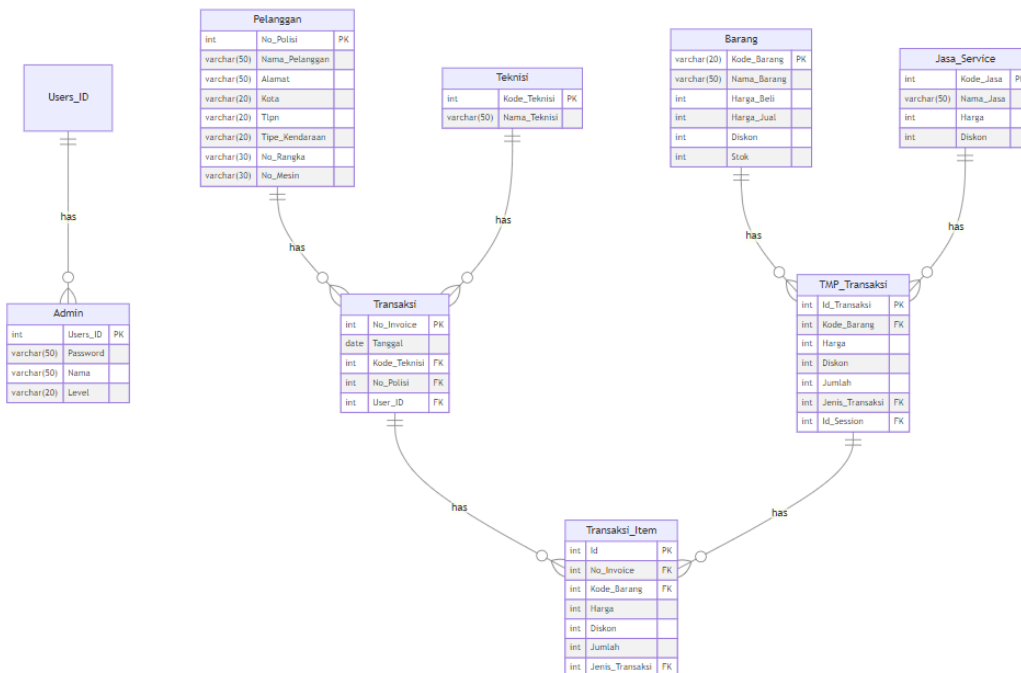 Pelanggan
int No_Polisi PK
varchar(50) Nama_Pelanggan
varchar(50) Alamat
varchar(20) Kota
varchar(20) Tlpn
varchar(20) Tipe_Kendaraan
varchar(30) No_Rangka
varchar(30) No_Mesin
Barang
varchar(20) Kode_Barang PK
varchar(50) Nama_Barang
int Harga_Beli
int Harga_Jual
int Diskon
int Stok
Jasa_Service
int Kode_Jasa PK
varchar(50) Nama_Jasa
int Harga
int Diskon
Users_ID
Teknisi
int Kode_Teknisi PK
varchar(50) Nama_Teknisi
has
has
has
has
has
Admin
int Users_ID PK
varchar(50) Password
varchar(50) Nama
varchar(20) Level
Transaksi
int No_Invoice PK
date Tanggal
int Kode_Teknisi FK
int No_Polisi FK
int User_ID FK
TMP_Transaksi
int Id_Transaksi PK
int Kode_Barang FK
int Harga
int Diskon
int Jumlah
int Jenis_Transaksi FK
int Id_Session FK
has
has
Transaksi_Item
int Id PK
int No_Invoice FK
int Kode_Barang FK
int Harga
int Diskon
int Jumlah
int Jenis_Transaksi FK